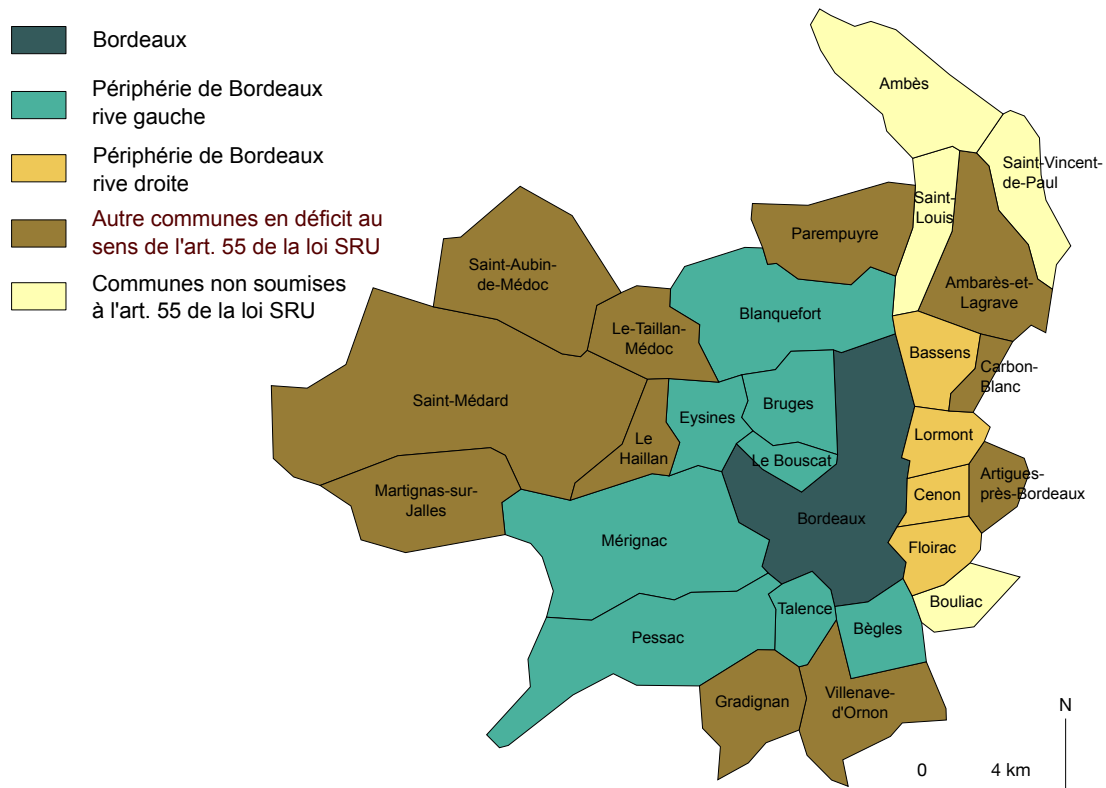 Bordeaux
Périphérie de Bordeaux
rive gauche
Périphérie de Bordeaux
rive droite
Autre communes en déficit au
sens de l'art. 55 de la loi SRU
Communes non soumises
à l'art. 55 de la loi SRU
Ambès
Saint-Vincent-
de-Paul
Saint-
Louis
Parempuyre
Ambarès-et-
Lagrave
Saint-Aubin-
de-Médoc
Blanquefort
Le-Taillan-
Médoc
Bassens
Carbon-
Blanc
Saint-Médard
Eysines
Bruges
Lormont
Le
Haillan
Le Bouscat
Artigues-
près-Bordeaux
Martignas-sur-
Jalles
Cenon
Bordeaux
Mérignac
Floirac
Bouliac
Talence
Pessac
Bègles
Gradignan
Villenave-
d'Ornon
N
0 4 km